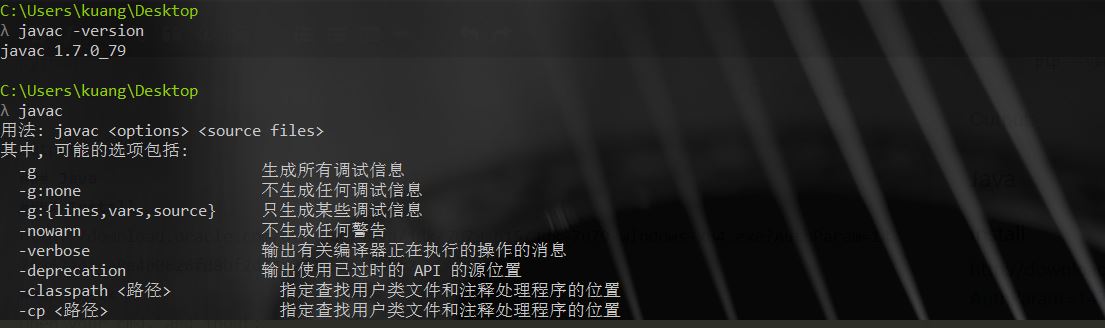 C:\Users\kuang\Desktop
λ javac -version
javac 1.7.0_79
C:\Users\kuang\Desktop
λ javac
用法: javac <options> <source files>
其中, 可能的选项包括:
-g 生成所有调试信息
-g:none 不生成任何调试信息
-g:{lines,vars,source} 只生成某些调试信息
-nowarn 不生成任何警告
-verbose 输出有关编译器正在执行的操作的消息
-deprecation 输出使用已过时的 API 的源位置
-classpath <路径> 指定查找用户类文件和注释处理程序的位置
-cp <路径> 指定查找用户类文件和注释处理程序的位置